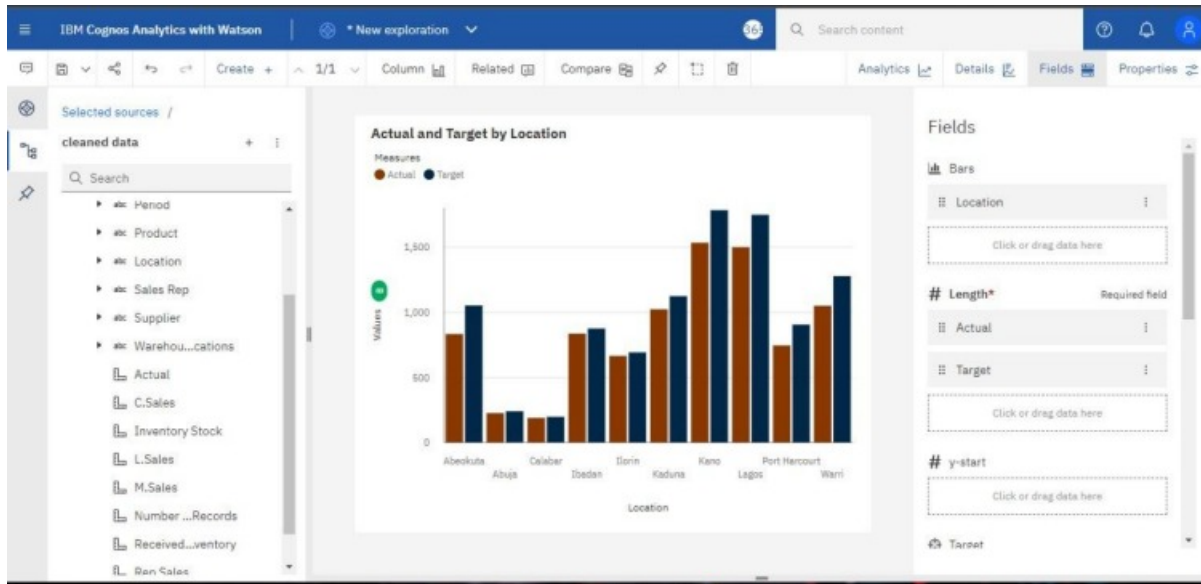 IBM Cognos Analytics with Watson
* New exploration
Search content
Create +
1/1
Column
Related
Compare
Analytics
Details
Fields
Properties
Selected sources /
cleaned data
Search
Period
Product
Location
Sales Rep
Supplier
Warehou...cations
Actual
C.Sales
Inventory Stock
L.Sales
M.Sales
Number ...Records
Received...ventory
Rep Sales
Actual and Target by Location
Measures
Actual Target
Values
1,500
1,000
500
0
Abeokuta Calabar Ilorin Kano Port Harcourt
Abuja Ibadan Kaduna Lagos Warri
Location
Fields
Bars
Location
Click or drag data here
# Length* Required field
Actual
Target
Click or drag data here
# y-start
Click or drag data here
Target